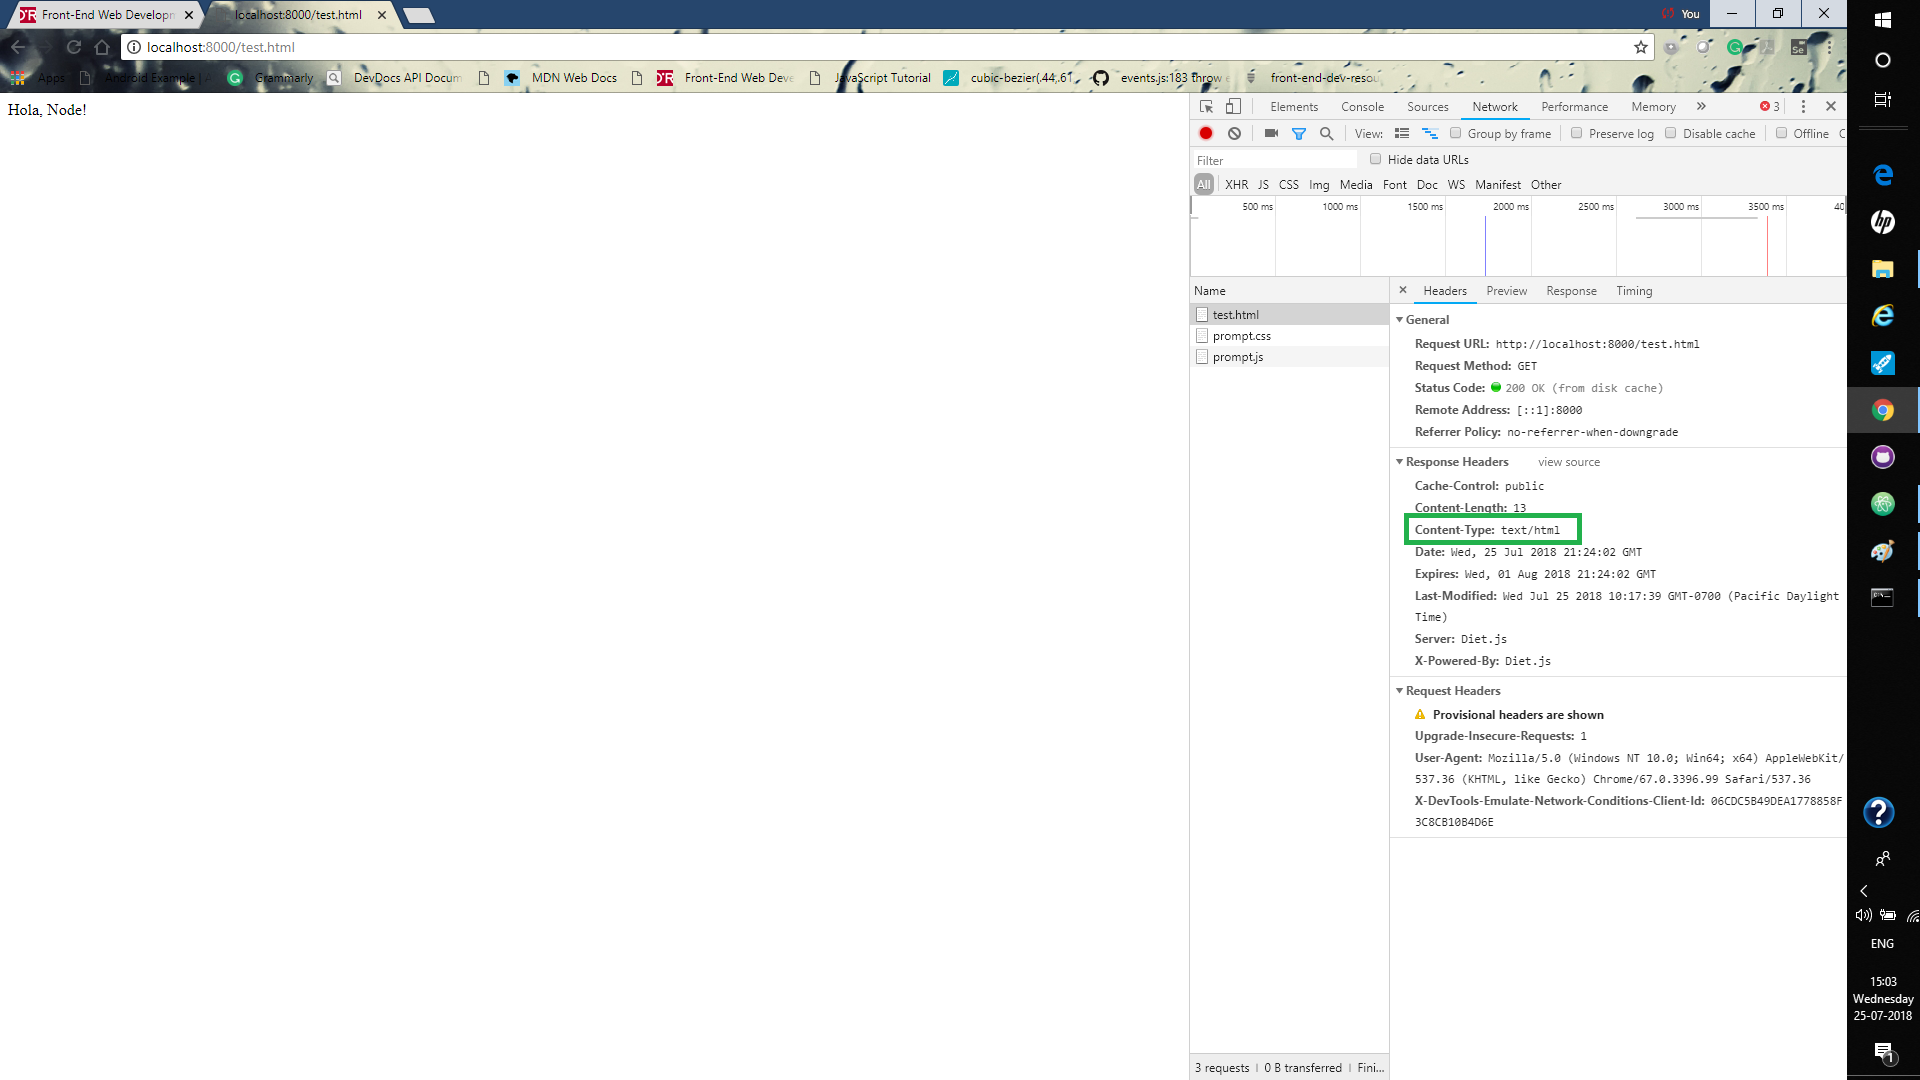 Front-End Web Developm
localhost:8000/test.html
You
localhost:8000/test.html
Apps
Android Example
Grammarly
DevDocs API Docum
MDN Web Docs
Front-End Web Deve
JavaScript Tutorial
cubic-bezier(.44,.61
events.js:183 throw e
front-end-dev-resou
Se
Hola, Node!
Elements Console Sources Network Performance Memory » 3
View: Group by frame Preserve log Disable cache Offline
Filter Hide data URLs
All XHR JS CSS Img Media Font Doc WS Manifest Other
500 ms 1000 ms 1500 ms 2000 ms 2500 ms 3000 ms 3500 ms 40
Name
test.html
prompt.css
prompt.js
Headers Preview Response Timing
General
Request URL: http://localhost:8000/test.html
Request Method: GET
Status Code: 200 OK (from disk cache)
Remote Address: [::1]:8000
Referrer Policy: no-referrer-when-downgrade
Response Headers view source
Cache-Control: public
Content-Length: 13
Content-Type: text/html
Date: Wed, 25 Jul 2018 21:24:02 GMT
Expires: Wed, 01 Aug 2018 21:24:02 GMT
Last-Modified: Wed Jul 25 2018 10:17:39 GMT-0700 (Pacific Daylight
Time)
Server: Diet.js
X-Powered-By: Diet.js
Request Headers
Provisional headers are shown
Upgrade-Insecure-Requests: 1
User-Agent: Mozilla/5.0 (Windows NT 10.0; Win64; x64) AppleWebKit/
537.36 (KHTML, like Gecko) Chrome/67.0.3396.99 Safari/537.36
X-DevTools-Emulate-Network-Conditions-Client-Id: 06CDC5B49DEA1778858F
3C8CB10B4D6E
3 requests | 0 B transferred | Fini...
hp
ENG
15:03
Wednesday
25-07-2018
1